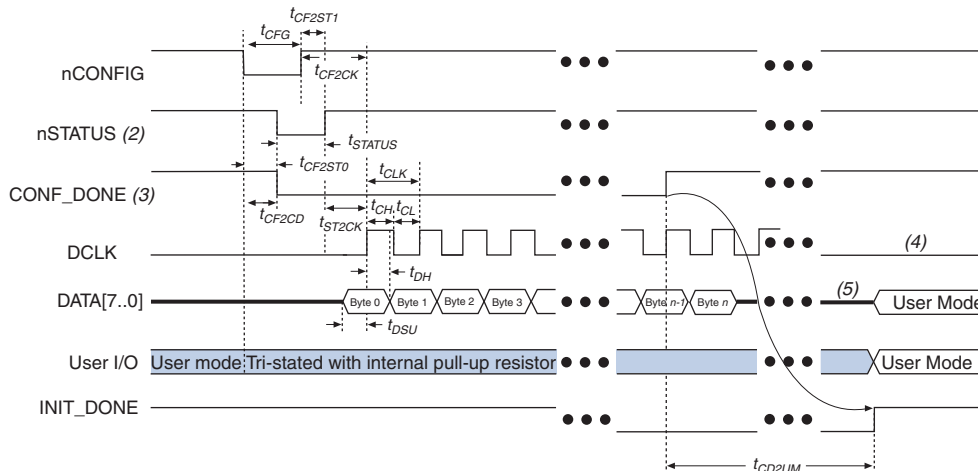 tCF2ST1
tCFG
nCONFIG
tCF2CK
nSTATUS (2)
tSTATUS
tCF2ST0
tCLK
CONF_DONE (3)
tCF2CD
tST2CK
tCH
tCL
DCLK
(4)
tDH
DATA[7..0]
Byte 0
Byte 1
Byte 2
Byte 3
Byte n-1
Byte n
(5)
User Mode
tDSU
User I/O
User mode
Tri-stated with internal pull-up resistor
User Mode
INIT_DONE
tCD2UM